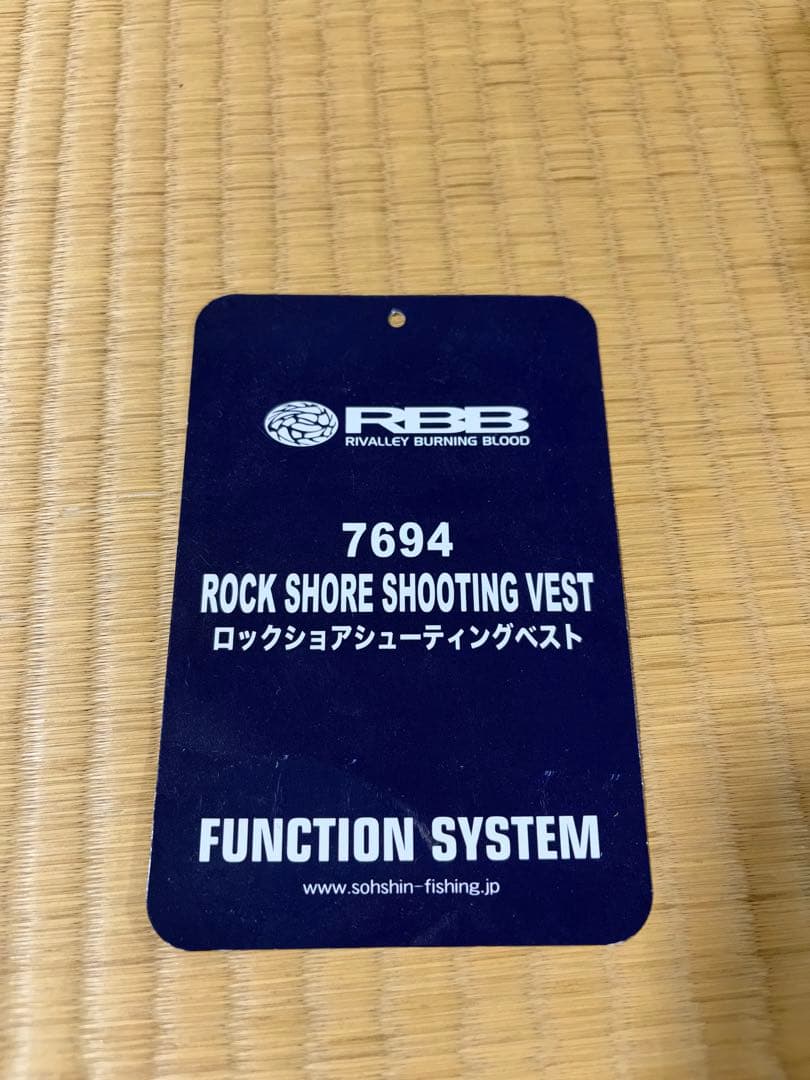 RBB
RIVALLEY BURNING BLOOD
7694
ROCK SHORE SHOOTING VEST
ロックショアシューティングベスト
FUNCTION SYSTEM
www.sohshin-fishing.jp